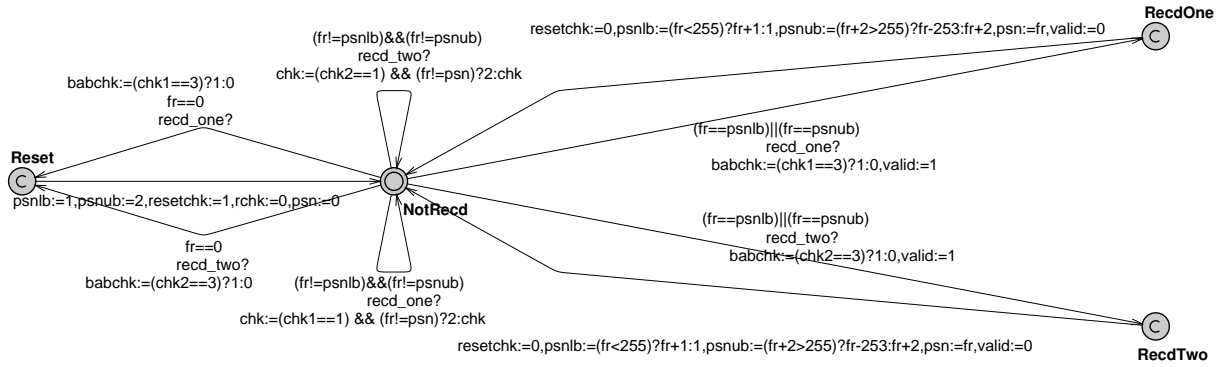 RecdOne
(fr!=psnlb)&&(fr!=psnub)
recd_two?
chk:=(chk2==1) && (fr!=psn)?2:chk
resetchk:=0,psnlb:=(fr<255)?fr+1:1,psnub:=(fr+2>255)?fr-253:fr+2,psn:=fr,valid:=0
C
babchk:=(chk1==3)?1:0
fr==0
recd_one?
(fr==psnlb)||(fr==psnub)
recd_one?
babchk:=(chk1==3)?1:0,valid:=1
Reset
C
psnlb:=1,psnub:=2,resetchk:=1,rchk:=0,psn:=0
NotRecd
(fr==psnlb)||(fr==psnub)
recd_two?
babchk:=(chk2==3)?1:0,valid:=1
fr==0
recd_two?
babchk:=(chk2==3)?1:0
(fr!=psnlb)&&(fr!=psnub)
recd_one?
chk:=(chk1==1) && (fr!=psn)?2:chk
C
resetchk:=0,psnlb:=(fr<255)?fr+1:1,psnub:=(fr+2>255)?fr-253:fr+2,psn:=fr,valid:=0
RecdTwo